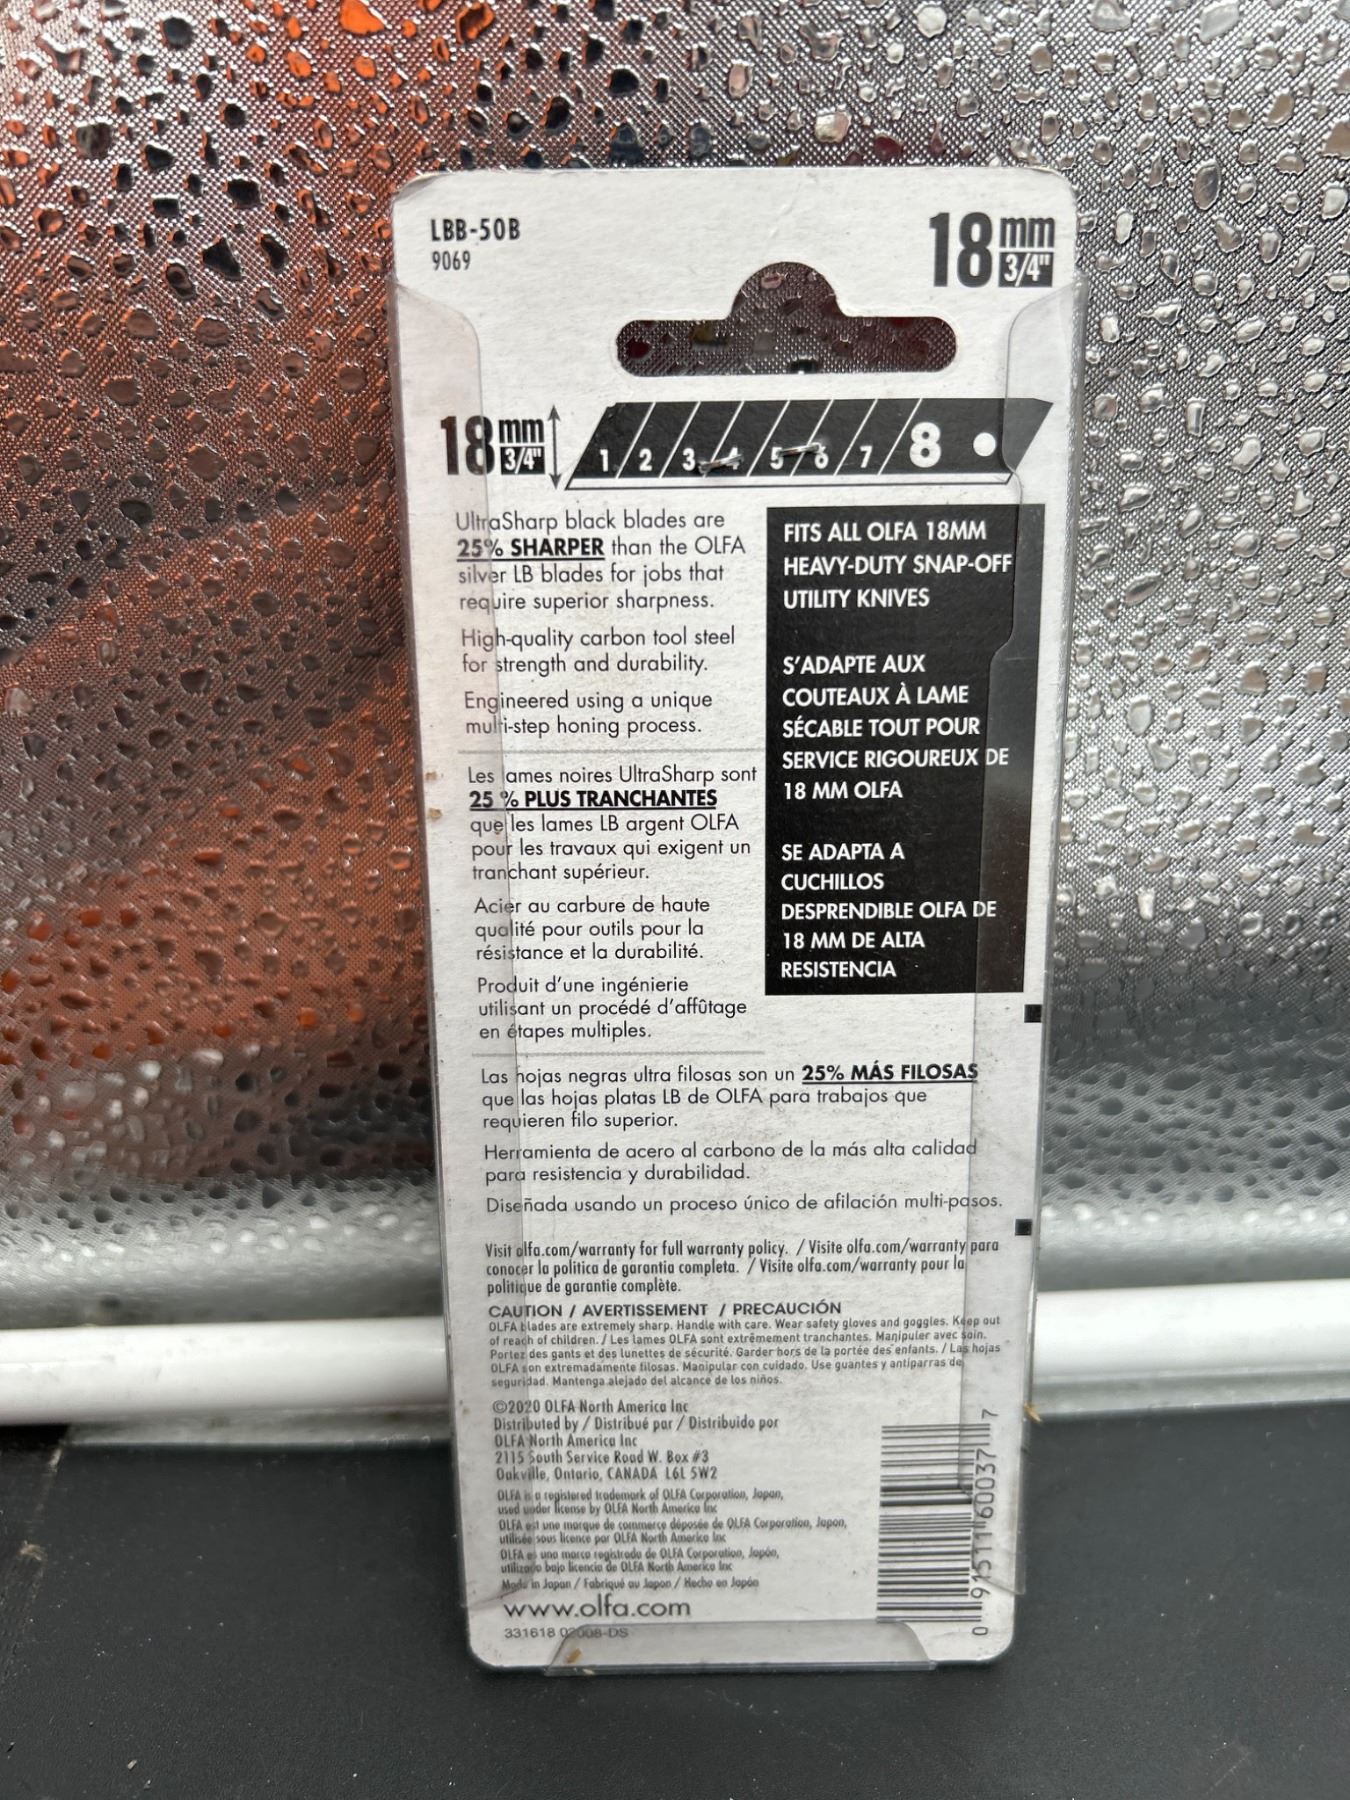 LBB-50B
9069
18 mm 3/4"
18 mm 3/4"
1 2 3 4 5 6 7 8
UltraSharp black blades are
25% SHARPER than the OLFA
silver LB blades for jobs that
require superior sharpness.
High-quality carbon tool steel
for strength and durability.
Engineered using a unique
multi-step honing process.
Les lames noires UltraSharp sont
25 % PLUS TRANCHANTES
que les lames LB argent OLFA
pour les travaux qui exigent un
tranchant supérieur.
Acier au carbure de haute
qualité pour outils pour la
résistance et la durabilité.
Produit d'une ingénierie
utilisant un procédé d'affûtage
en étapes multiples.
FITS ALL OLFA 18MM
HEAVY-DUTY SNAP-OFF
UTILITY KNIVES
S'ADAPTE AUX
COUTEAUX À LAME
SÉCABLE TOUT POUR
SERVICE RIGOUREUX DE
18 MM OLFA
SE ADAPTA A
CUCHILLOS
DESPRENDIBLE OLFA DE
18 MM DE ALTA
RESISTENCIA
Las hojas negras ultra filosas son un 25% MÁS FILOSAS
que las hojas platas LB de OLFA para trabajos que
requieren filo superior.
Herramienta de acero al carbono de la más alta calidad
para resistencia y durabilidad.
Diseñada usando un proceso único de afilación multi-pasos.
Visit olfa.com/warranty for full warranty policy. / Visite olfa.com/warranty para
conocer la politica de garantia completa. / Visite olfa.com/warranty pour la
politique de garantie complète.
CAUTION / AVERTISSEMENT / PRECAUCIÓN
OLFA blades are extremely sharp. Handle with care. Wear safety gloves and goggles. Keep out
of reach of children. / Les lames OLFA sont extrêmement tranchantes. Manipuler avec soin.
Portez des gants et des lunettes de sécurité. Garder hors de la portée des enfants. / Las hojas
OLFA son extremadamente filosas. Manipular con cuidado. Use guantes y antiparras de
seguridad. Mantenga alejado del alcance de los niños.
©2020 OLFA North America Inc
Distributed by / Distribué par / Distribuido por
OLFA North America Inc
2115 South Service Road W. Box #3
Oakville, Ontario, CANADA L6L 5W2
OLFA is a registered trademark of OLFA Corporation, Japan,
used under license by OLFA North America Inc
OLFA est une marque de commerce déposée de OLFA Corporation, Japon,
utilisée sous licence par OLFA North America Inc
OLFA es una marca registrada de OLFA Corporation, Japón,
utilizado bajo licencia de OLFA North America Inc
Made in Japan / Fabriqué au Japon / Hecho en Japón
www.olfa.com
331618 02008-DS
0 91511 60037 7